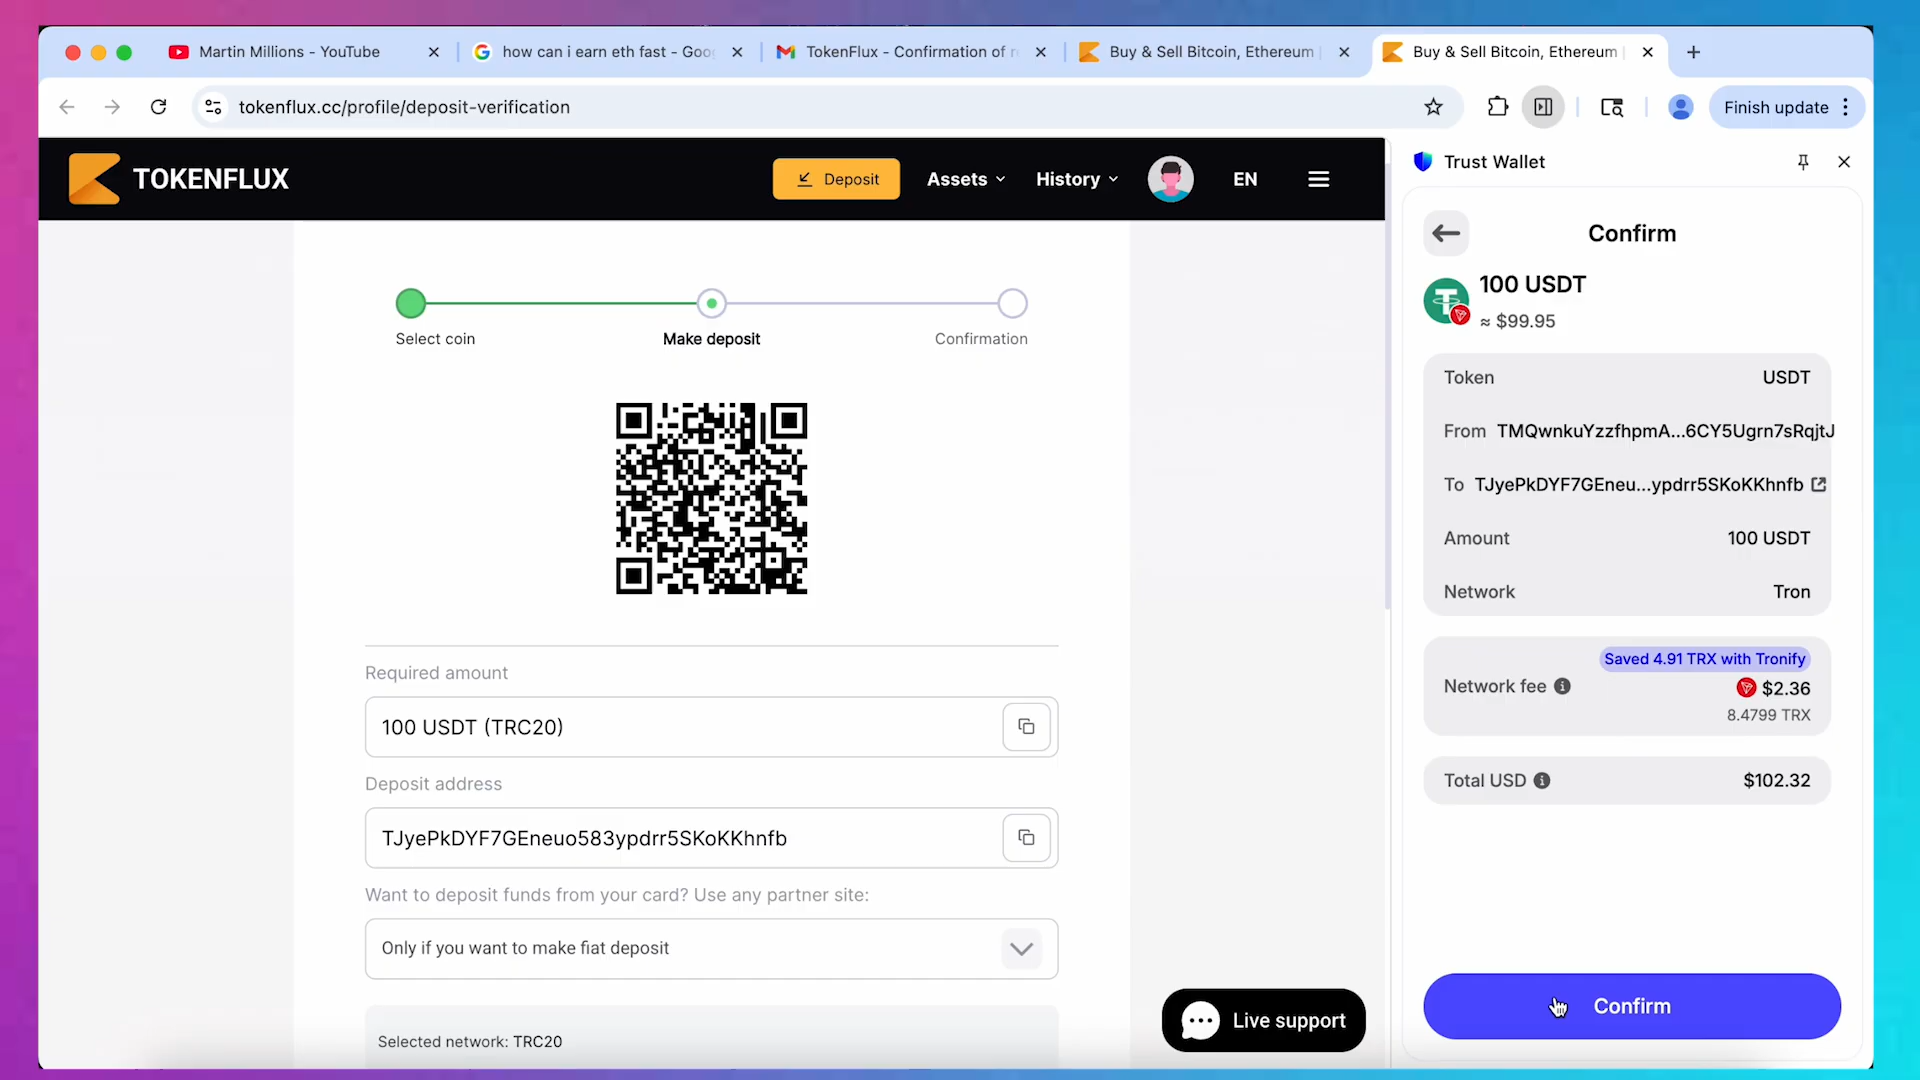 Martin Millions - YouTube
how can i earn eth fast - Goo
TokenFlux - Confirmation of r
Buy & Sell Bitcoin, Ethereum |
Buy & Sell Bitcoin, Ethereum |
tokenflux.cc/profile/deposit-verification
Finish update
TOKENFLUX
Deposit
Assets
History
EN
Select coin
Make deposit
Confirmation
Required amount
100 USDT (TRC20)
Deposit address
TJyePkDYF7GEneuo583ypdrr5SKoKKhnfb
Want to deposit funds from your card? Use any partner site:
Only if you want to make fiat deposit
Selected network: TRC20
Live support
Trust Wallet
Confirm
100 USDT
≈ $99.95
Token USDT
From TMQwnkuYzzfhpmA...6CY5Ugrn7sRqjtJ
To TJyePkDYF7GEneu...ypdrr5SKoKKhnfb
Amount 100 USDT
Network Tron
Saved 4.91 TRX with Tronify
Network fee $2.36
8.4799 TRX
Total USD $102.32
Confirm